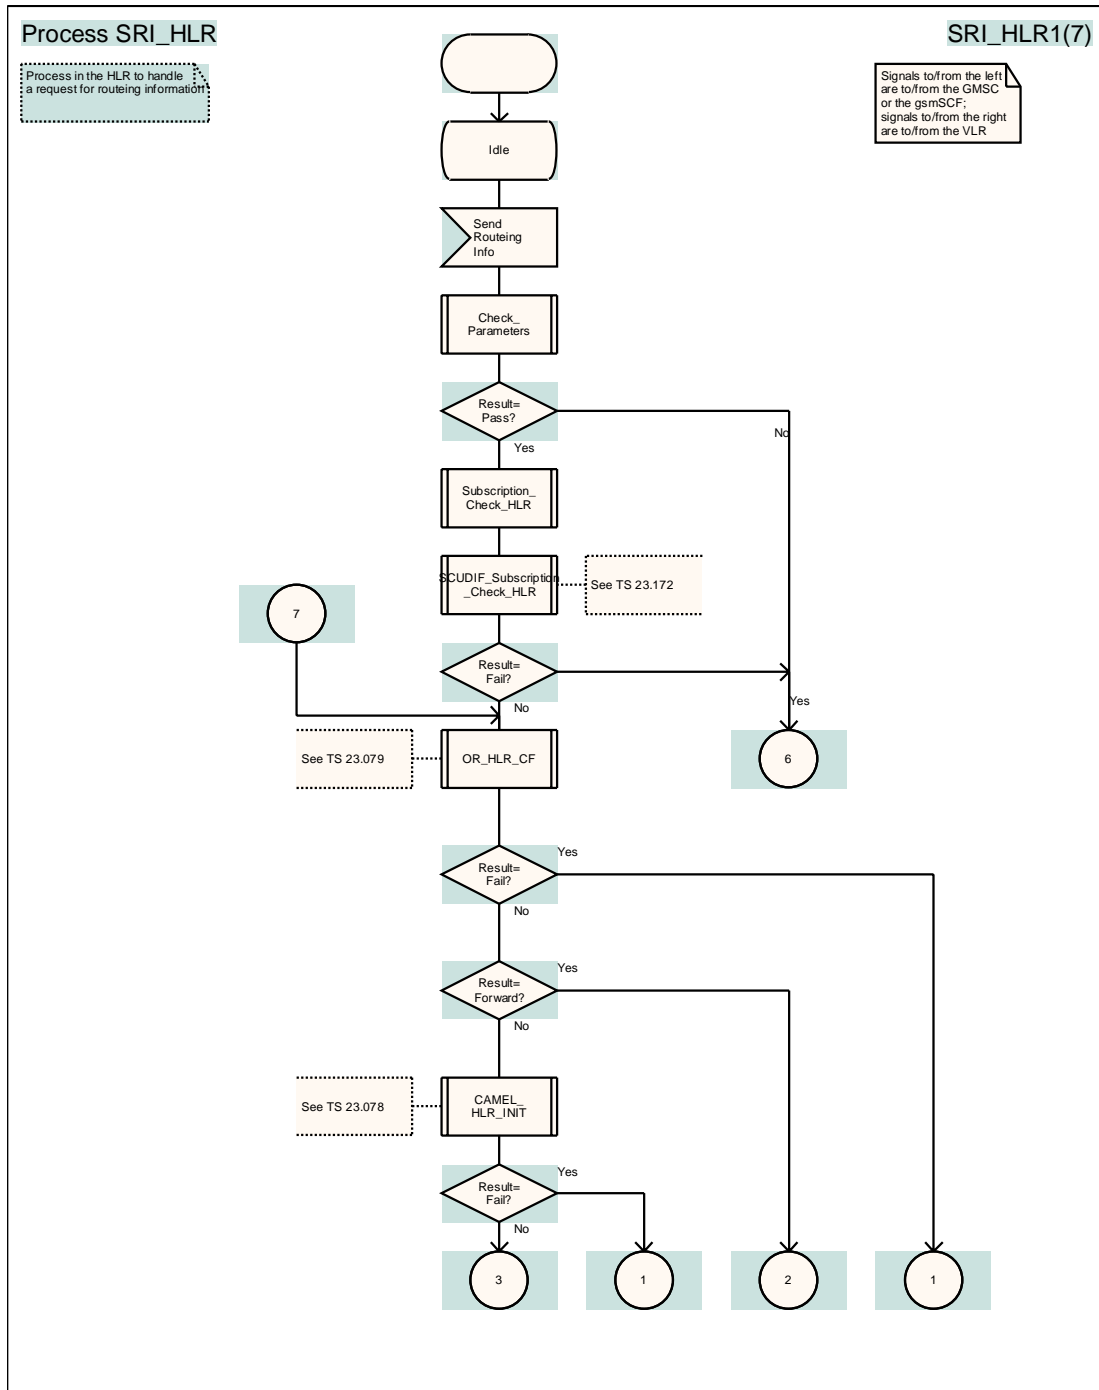 Process SRI_HLR
SRI_HLR1(7)
Process in the HLR to handle
a request for routeing information
Signals to/from the left
are to/from the GMSC
or the gsmSCF;
signals to/from the right
are to/from the VLR
Idle
Send
Routeing
Info
Check_
Parameters
Result=
Pass?
No
Yes
Subscription_
Check_HLR
SCUDIF_Subscription
_Check_HLR
See TS 23.172
7
Result=
Fail?
Yes
No
See TS 23.079
OR_HLR_CF
6
Yes
Result=
Fail?
No
Yes
Result=
Forward?
No
See TS 23.078
CAMEL_
HLR_INIT
Yes
Result=
Fail?
No
3
1
2
1